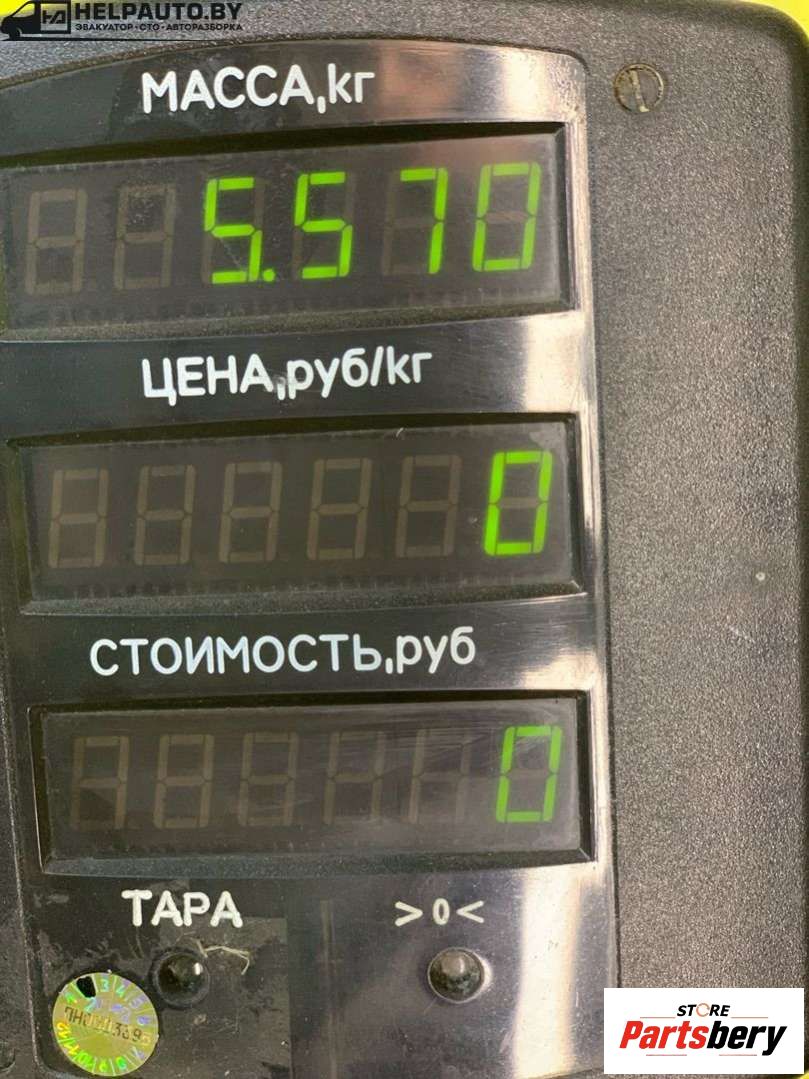 HELPAUTO.BY
ЭВАКУАТОР•СТО•АВТОРАЗБОРКА
МАССА,кг
5.570
ЦЕНА,руб/кг
0
СТОИМОСТЬ,руб
0
ТАРА >0<
STORE
Partsbery